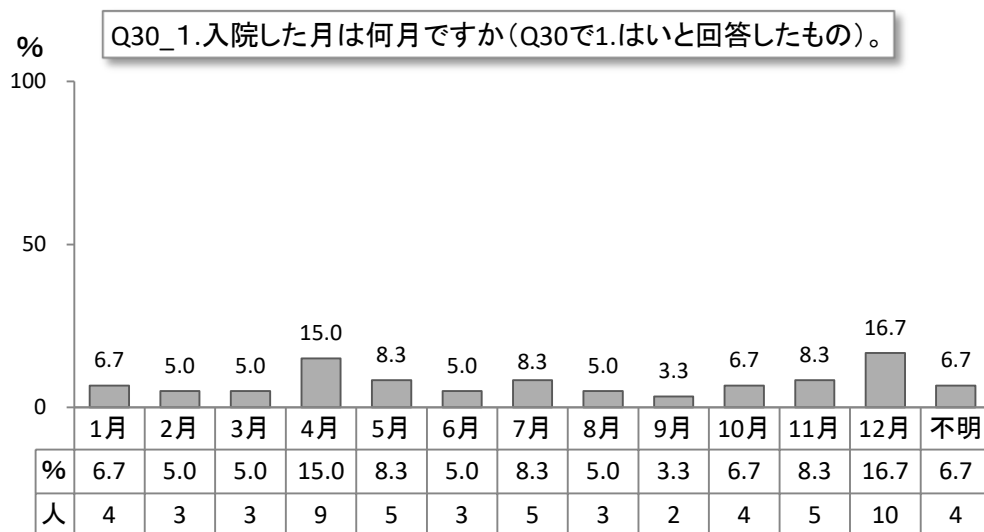 Q30_1.入院した月は何月ですか(Q30で1.はいと回答したもの)。
%
100
50
0
6.7 5.0 5.0 15.0 8.3 5.0 8.3 5.0 3.3 6.7 8.3 16.7 6.7
1月 2月 3月 4月 5月 6月 7月 8月 9月 10月 11月 12月 不明
% 6.7 5.0 5.0 15.0 8.3 5.0 8.3 5.0 3.3 6.7 8.3 16.7 6.7
人 4 3 3 9 5 3 5 3 2 4 5 10 4